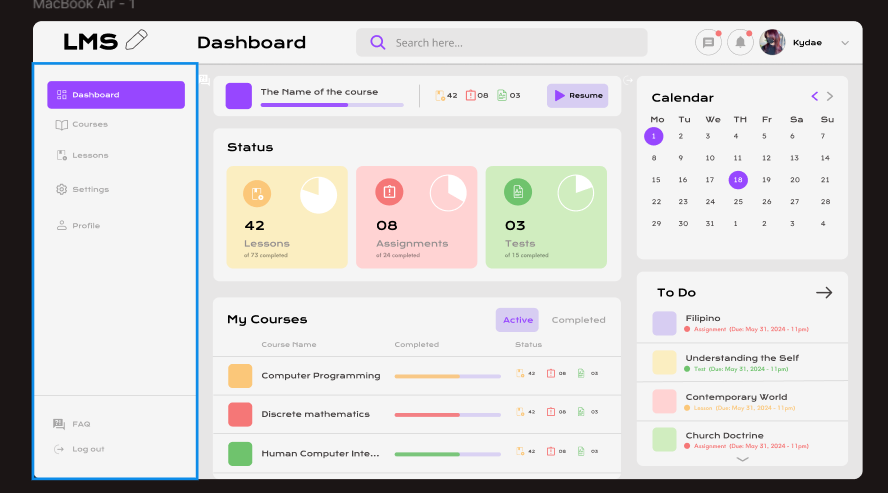 MacBook Air - 1
LMS
Dashboard
Search here...
Kydae
Dashboard
Courses
Lessons
Settings
Profile
FAQ
Log out
The Name of the course
42 08 03
Resume
Status
42
Lessons
of 73 completed
08
Assignments
of 24 completed
03
Tests
of 15 completed
My Courses
Active Completed
Course Name Completed Status
Computer Programming 42 08 03
Discrete mathematics 42 08 03
Human Computer Inte... 42 08 03
Calendar
Mo Tu We TH Fr Sa Su
1 2 3 4 5 6 7
8 9 10 11 12 13 14
15 16 17 18 19 20 21
22 23 24 25 26 27 28
29 30 31 1 2 3 4
To Do
Filipino
Assignment (Due: May 31, 2024 - 11pm)
Understanding the Self
Test (Due: May 31, 2024 - 11pm)
Contemporary World
Lesson (Due: May 31, 2024 - 11pm)
Church Doctrine
Assignment (Due: May 31, 2024 - 11pm)